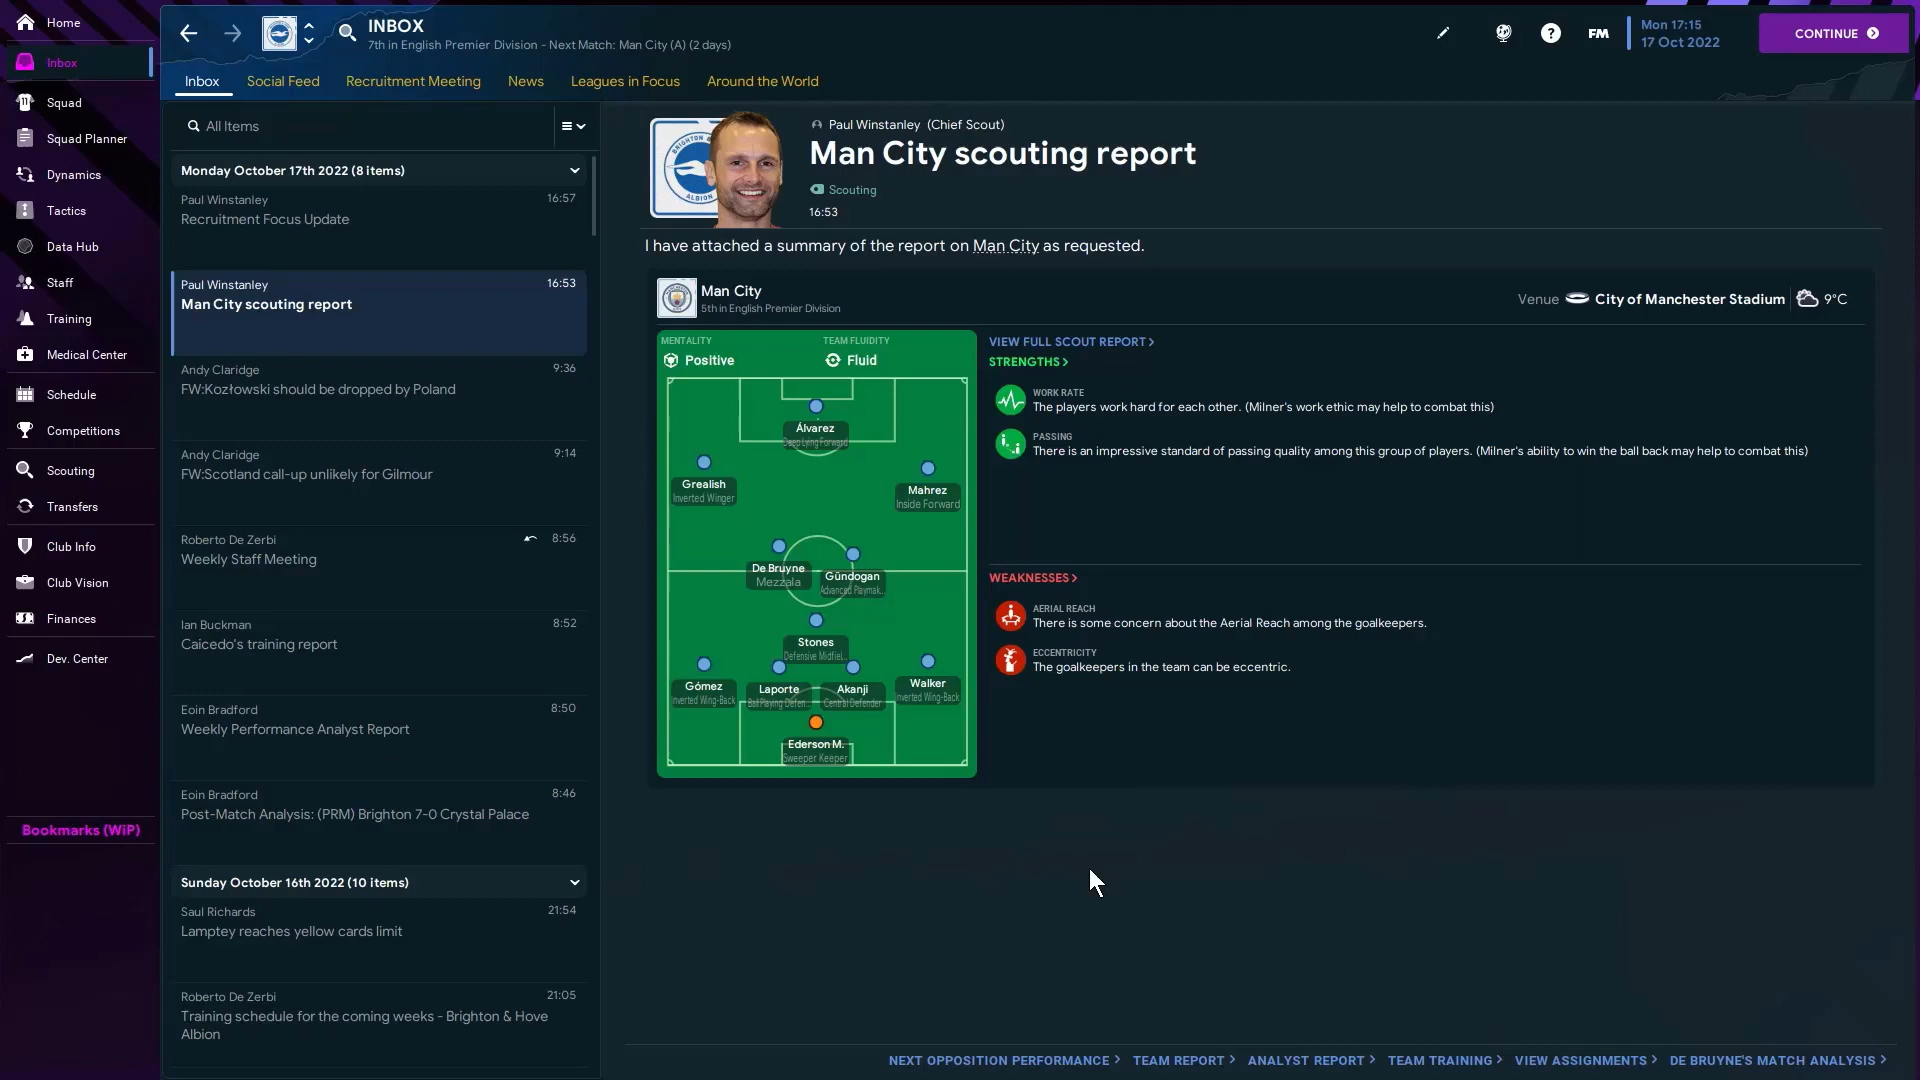 Home
Inbox
Squad
Squad Planner
Dynamics
Tactics
Data Hub
Staff
Training
Medical Center
Schedule
Competitions
Scouting
Transfers
Club Info
Club Vision
Finances
Dev. Center
Bookmarks (WiP)
INBOX
7th in English Premier Division - Next Match: Man City (A) (2 days)
FM
Mon 17:15
17 Oct 2022
CONTINUE
Inbox Social Feed Recruitment Meeting News Leagues in Focus Around the World
All Items
Monday October 17th 2022 (8 items)
Paul Winstanley 16:57
Recruitment Focus Update
Paul Winstanley 16:53
Man City scouting report
Andy Claridge 9:36
FW:Kozłowski should be dropped by Poland
Andy Claridge 9:14
FW:Scotland call-up unlikely for Gilmour
Roberto De Zerbi 8:56
Weekly Staff Meeting
Ian Buckman 8:52
Caicedo's training report
Eoin Bradford 8:50
Weekly Performance Analyst Report
Eoin Bradford 8:46
Post-Match Analysis: (PRM) Brighton 7-0 Crystal Palace
Sunday October 16th 2022 (10 items)
Saul Richards 21:54
Lamptey reaches yellow cards limit
Roberto De Zerbi 21:05
Training schedule for the coming weeks - Brighton & Hove
Albion
Paul Winstanley (Chief Scout)
Man City scouting report
Scouting
16:53
I have attached a summary of the report on Man City as requested.
Man City
5th in English Premier Division
Venue City of Manchester Stadium 9°C
MENTALITY TEAM FLUIDITY
Positive Fluid
Álvarez
Deep Lying Forward
Grealish
Inverted Winger
Mahrez
Inside Forward
De Bruyne
Mezzala
Gündogan
Advanced Playmak...
Stones
Defensive Midfiel...
Gómez
Inverted Wing-Back
Laporte
Ball Playing Defen...
Akanji
Central Defender
Walker
Inverted Wing-Back
Ederson M.
Sweeper Keeper
VIEW FULL SCOUT REPORT
STRENGTHS
WORK RATE
The players work hard for each other. (Milner's work ethic may help to combat this)
PASSING
There is an impressive standard of passing quality among this group of players. (Milner's ability to win the ball back may help to combat this)
WEAKNESSES
AERIAL REACH
There is some concern about the Aerial Reach among the goalkeepers.
ECCENTRICITY
The goalkeepers in the team can be eccentric.
NEXT OPPOSITION PERFORMANCE TEAM REPORT ANALYST REPORT TEAM TRAINING VIEW ASSIGNMENTS DE BRUYNE'S MATCH ANALYSIS